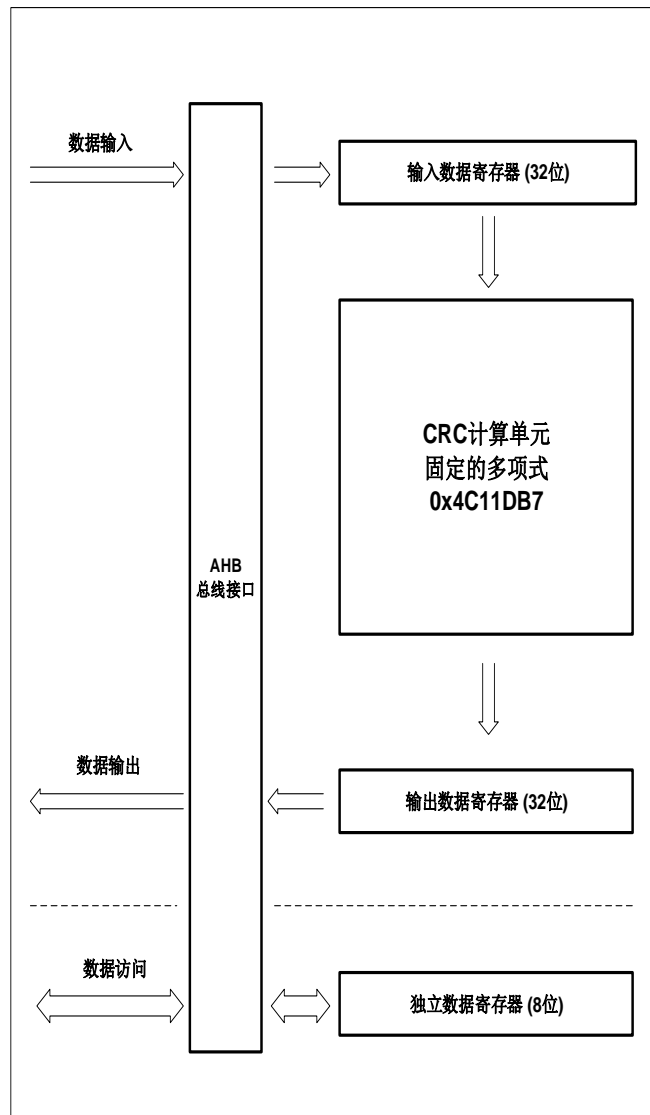 数据输入
输入数据寄存器 (32位)
CRC计算单元
固定的多项式
0x4C11DB7
AHB
总线接口
数据输出
输出数据寄存器 (32位)
数据访问
独立数据寄存器 (8位)